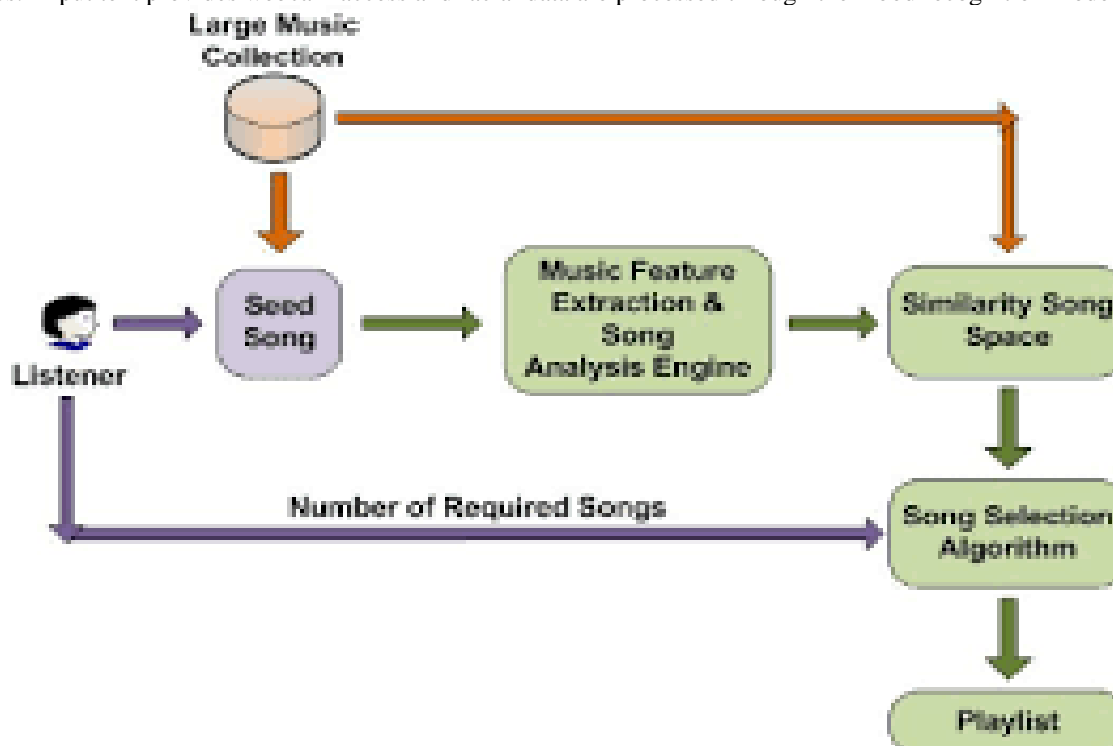 Large Music
Collection
Seed
Song
Music Feature
Extraction &
Song
Analysis Engine
Similarity Song
Space
Listener
Number of Required Songs
Song Selection
Algorithm
Playlist